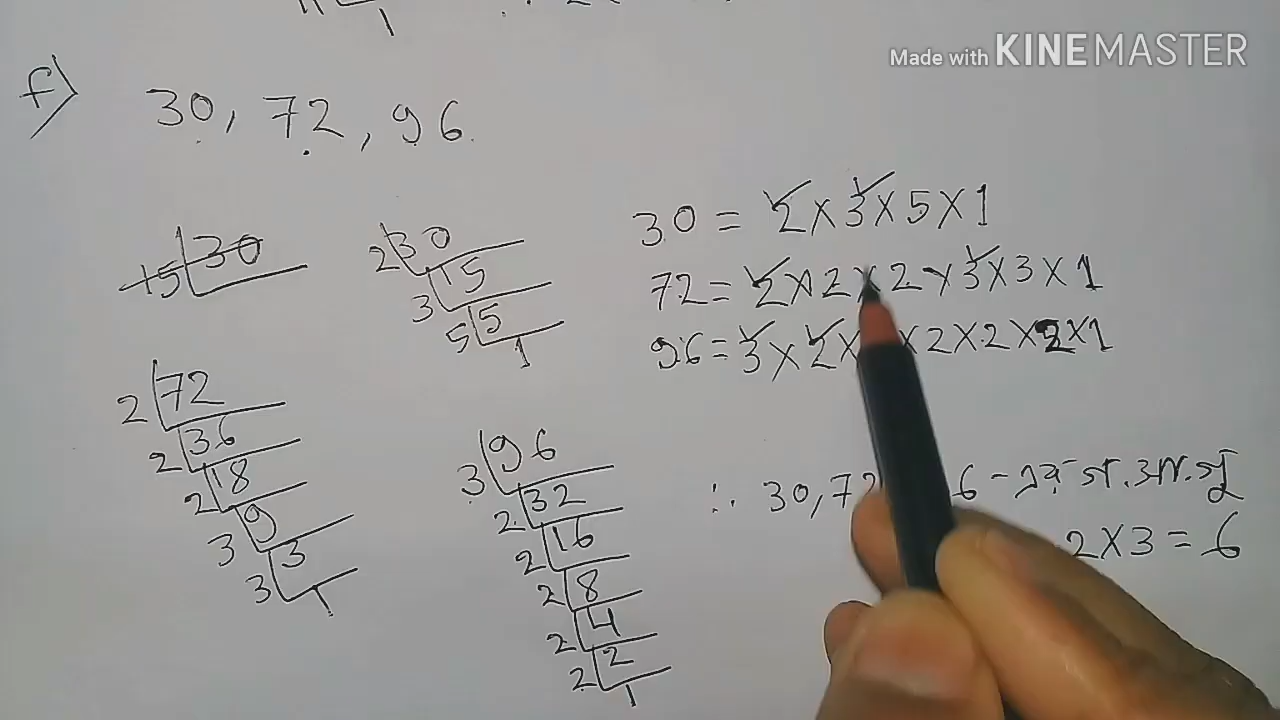 Made with KINEMASTER
f)
30, 72, 96
15 30
2 30
3 15
5 5
1
30 = 2 X 3 X 5 X 1
72 = 2 X 2 X 2 X 3 X 3 X 1
96 = 3 X 2 X X 2 X 2 X 2 X 1
2 72
2 36
2 18
3 9
3 3
1
3 96
2 32
2 16
2 8
2 4
2 2
1
∴ 30, 72 6 -
2 X 3 = 6